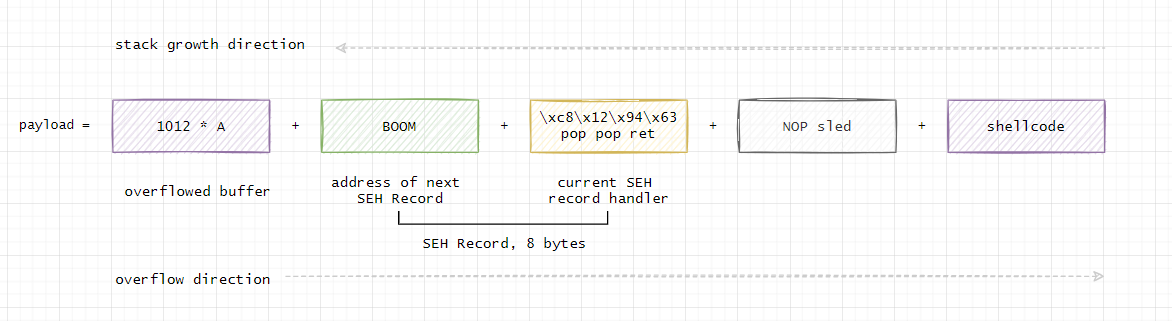 stack growth direction
payload =
1012 * A
+
BOOM
+
\xc8\x12\x94\x63
pop pop ret
+
NOP sled
+
shellcode
overflowed buffer
address of next
SEH Record
current SEH
record handler
SEH Record, 8 bytes
overflow direction